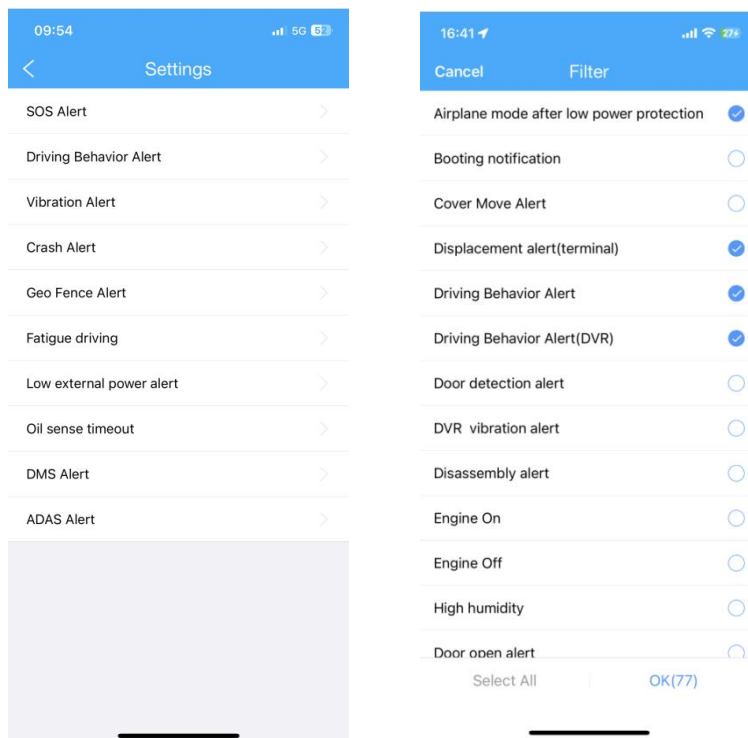 09:54
5G 52
Settings
SOS Alert
Driving Behavior Alert
Vibration Alert
Crash Alert
Geo Fence Alert
Fatigue driving
Low external power alert
Oil sense timeout
DMS Alert
ADAS Alert
16:41
27
Cancel Filter
Airplane mode after low power protection
Booting notification
Cover Move Alert
Displacement alert(terminal)
Driving Behavior Alert
Driving Behavior Alert(DVR)
Door detection alert
DVR vibration alert
Disassembly alert
Engine On
Engine Off
High humidity
Door open alert
Select All OK(77)